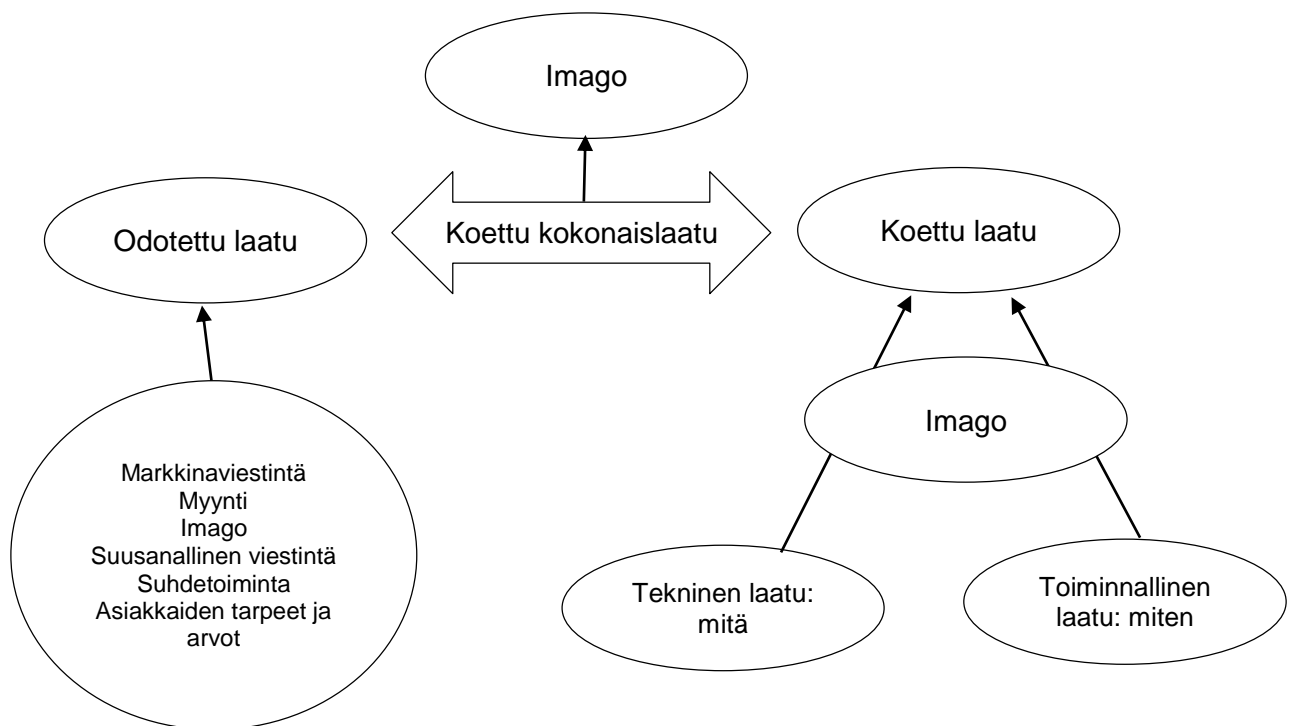 Imago
Odotettu laatu
Koettu kokonaislaatu
Koettu laatu
Markkinaviestintä
Myynti
Imago
Suusanallinen viestintä
Suhdetoiminta
Asiakkaiden tarpeet ja
arvot
Imago
Tekninen laatu:
mitä
Toiminnallinen
laatu: miten